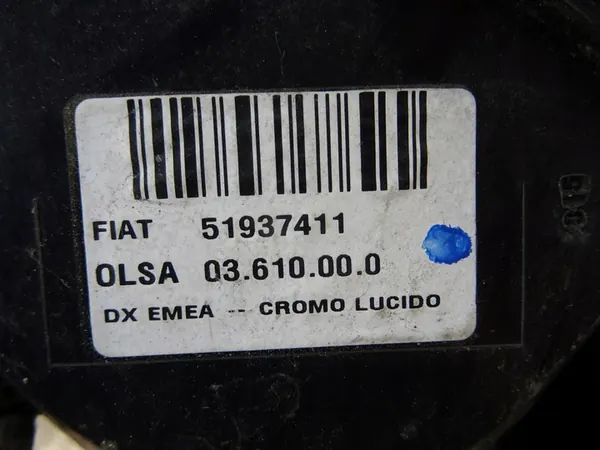 FIAT 51937411
OLSA 03.610.00.0
DX EMEA -- CROMO LUCIDO